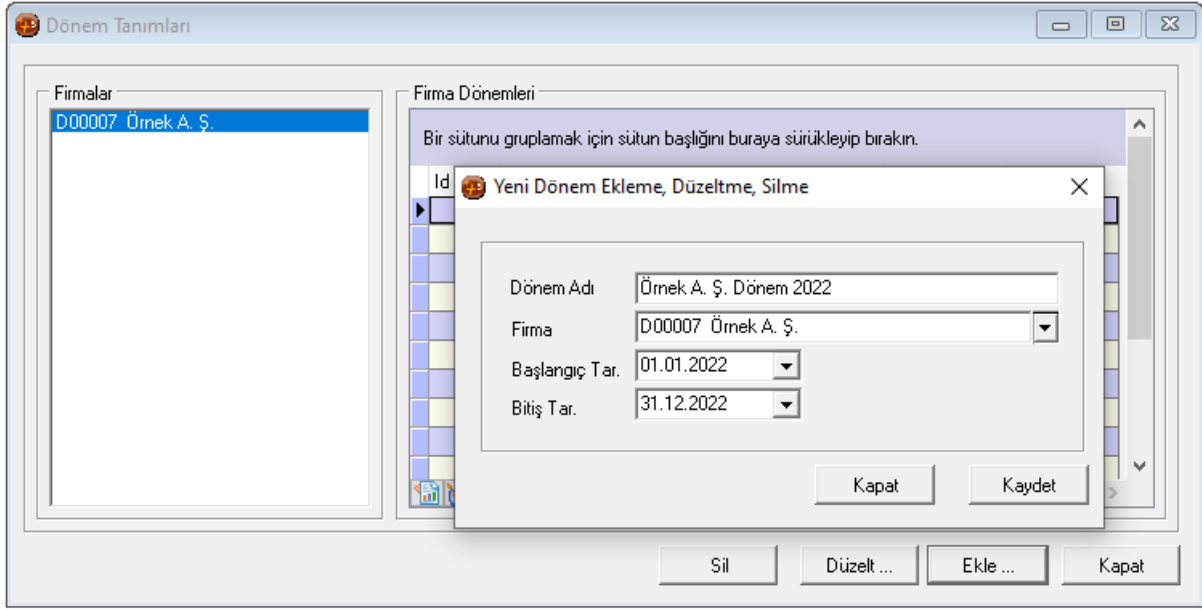 Dönem Tanımları
Firmalar
D00007 Örnek A. Ş.
Firma Dönemleri
Bir sütunu gruplamak için sütun başlığını buraya sürükleyip bırakın.
Id
Yeni Dönem Ekleme, Düzeltme, Silme
Dönem Adı Örnek A. Ş. Dönem 2022
Firma D00007 Örnek A. Ş.
Başlangıç Tar. 01.01.2022
Bitiş Tar. 31.12.2022
Kapat Kaydet
Sil Düzelt ... Ekle ... Kapat